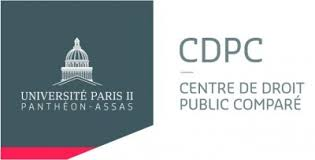 UNIVERSITÉ PARIS II
PANTHÉON-ASSAS
CDPC
CENTRE DE DROIT
PUBLIC COMPARÉ